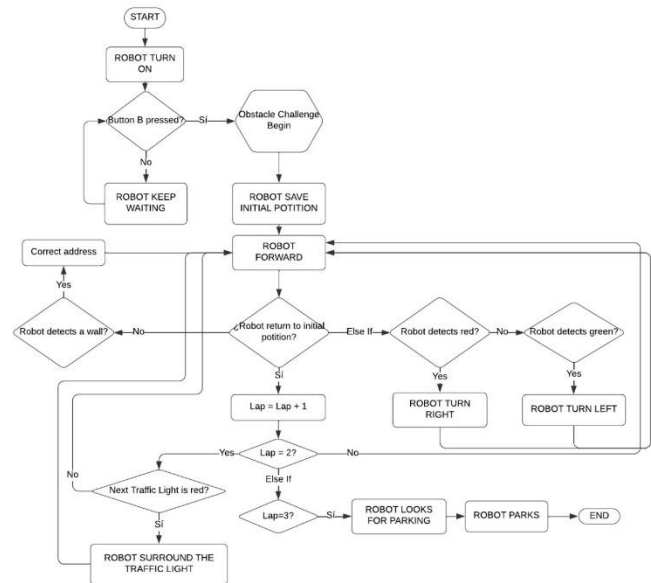 START
ROBOT TURN
ON
Button B pressed?
Sí
Obstacle Challenge
Begin
No
ROBOT KEEP
WAITING
ROBOT SAVE
INITIAL POTITION
Correct address
ROBOT
FORWARD
Yes
Robot detects a wall?
No
¿Robot return to initial
potition?
Else If
Robot detects red?
No
Robot detects green?
Sí
Yes
Yes
Lap = Lap + 1
ROBOT TURN
RIGHT
ROBOT TURN LEFT
Yes
Lap = 2?
No
No
Next Traffic Light is red?
Else If
Sí
Lap=3?
Sí
ROBOT LOOKS
FOR PARKING
ROBOT PARKS
END
ROBOT SURROUND THE
TRAFFIC LIGHT